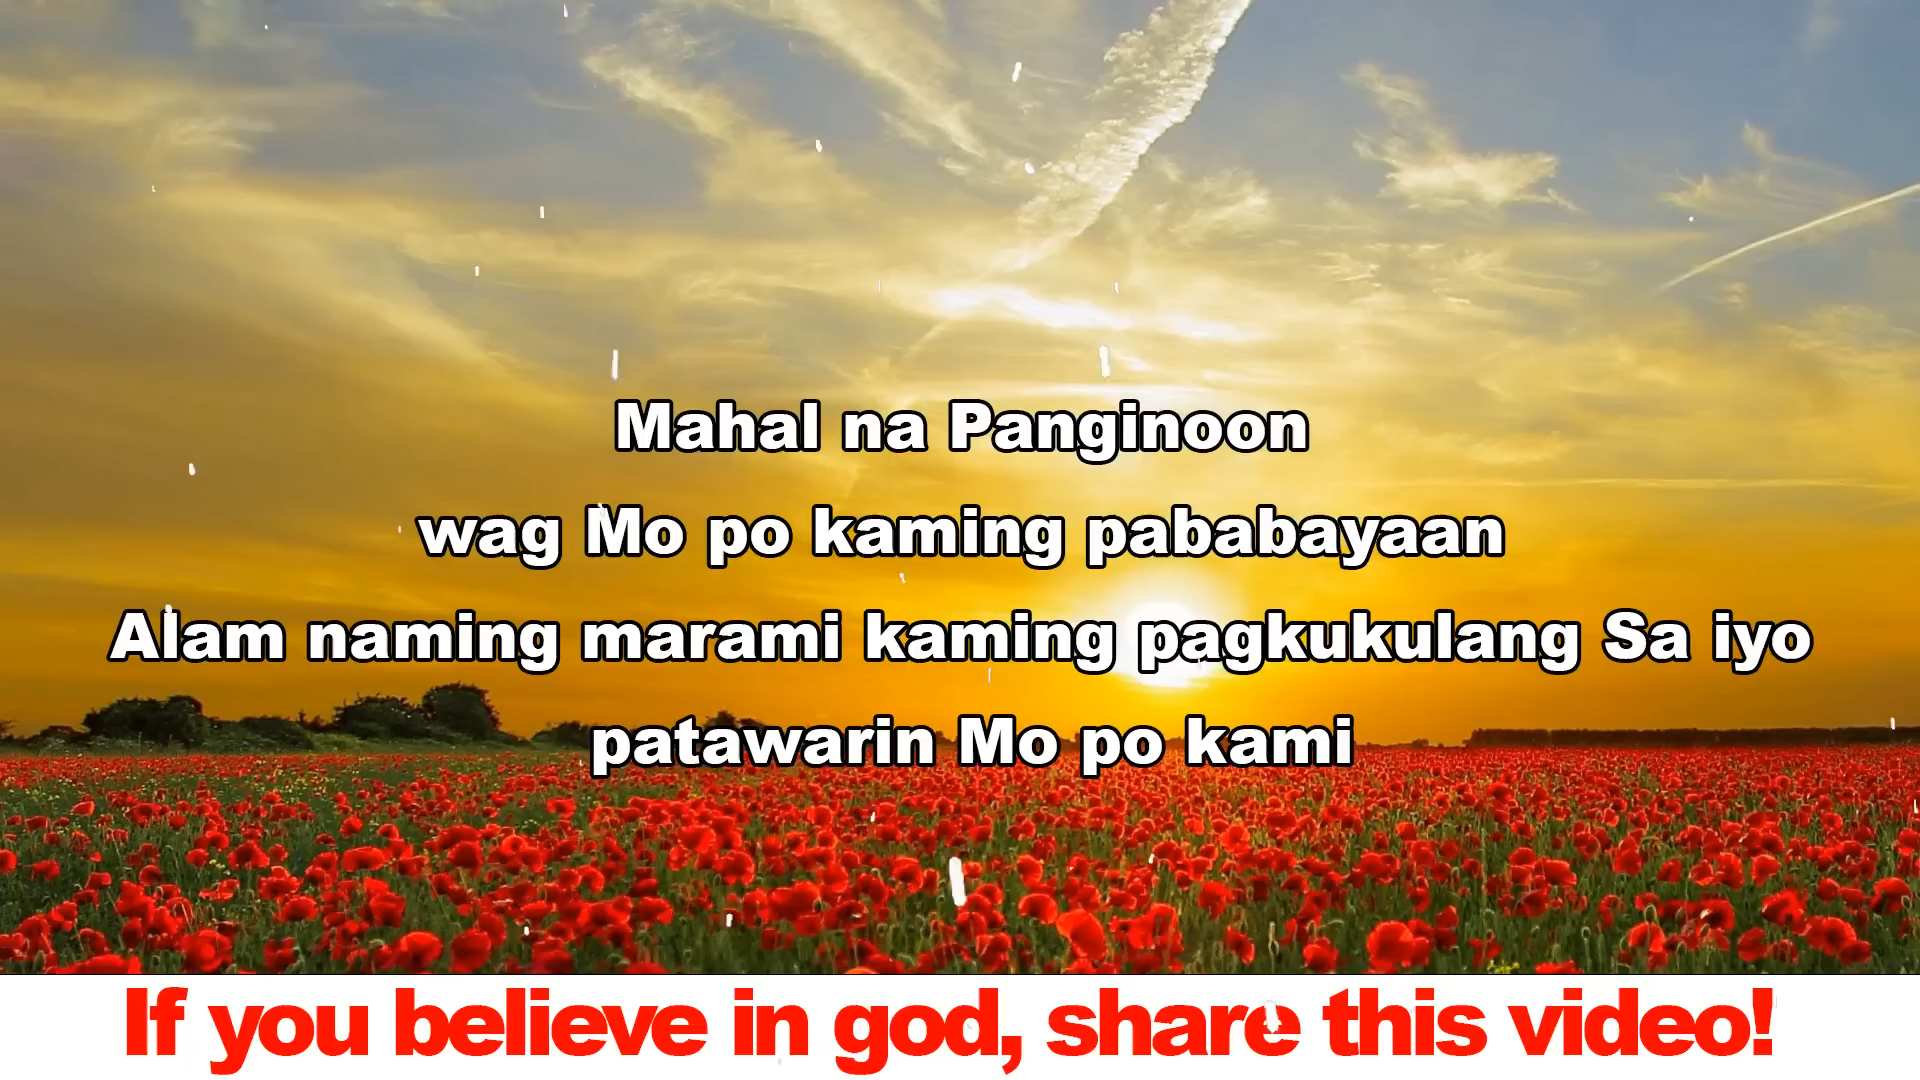 Mahal na Panginoon
wag Mo po kaming pababayaan
Alam naming marami kaming pagkukulang Sa iyo
patawarin Mo po kami
If you believe in god, share this video!